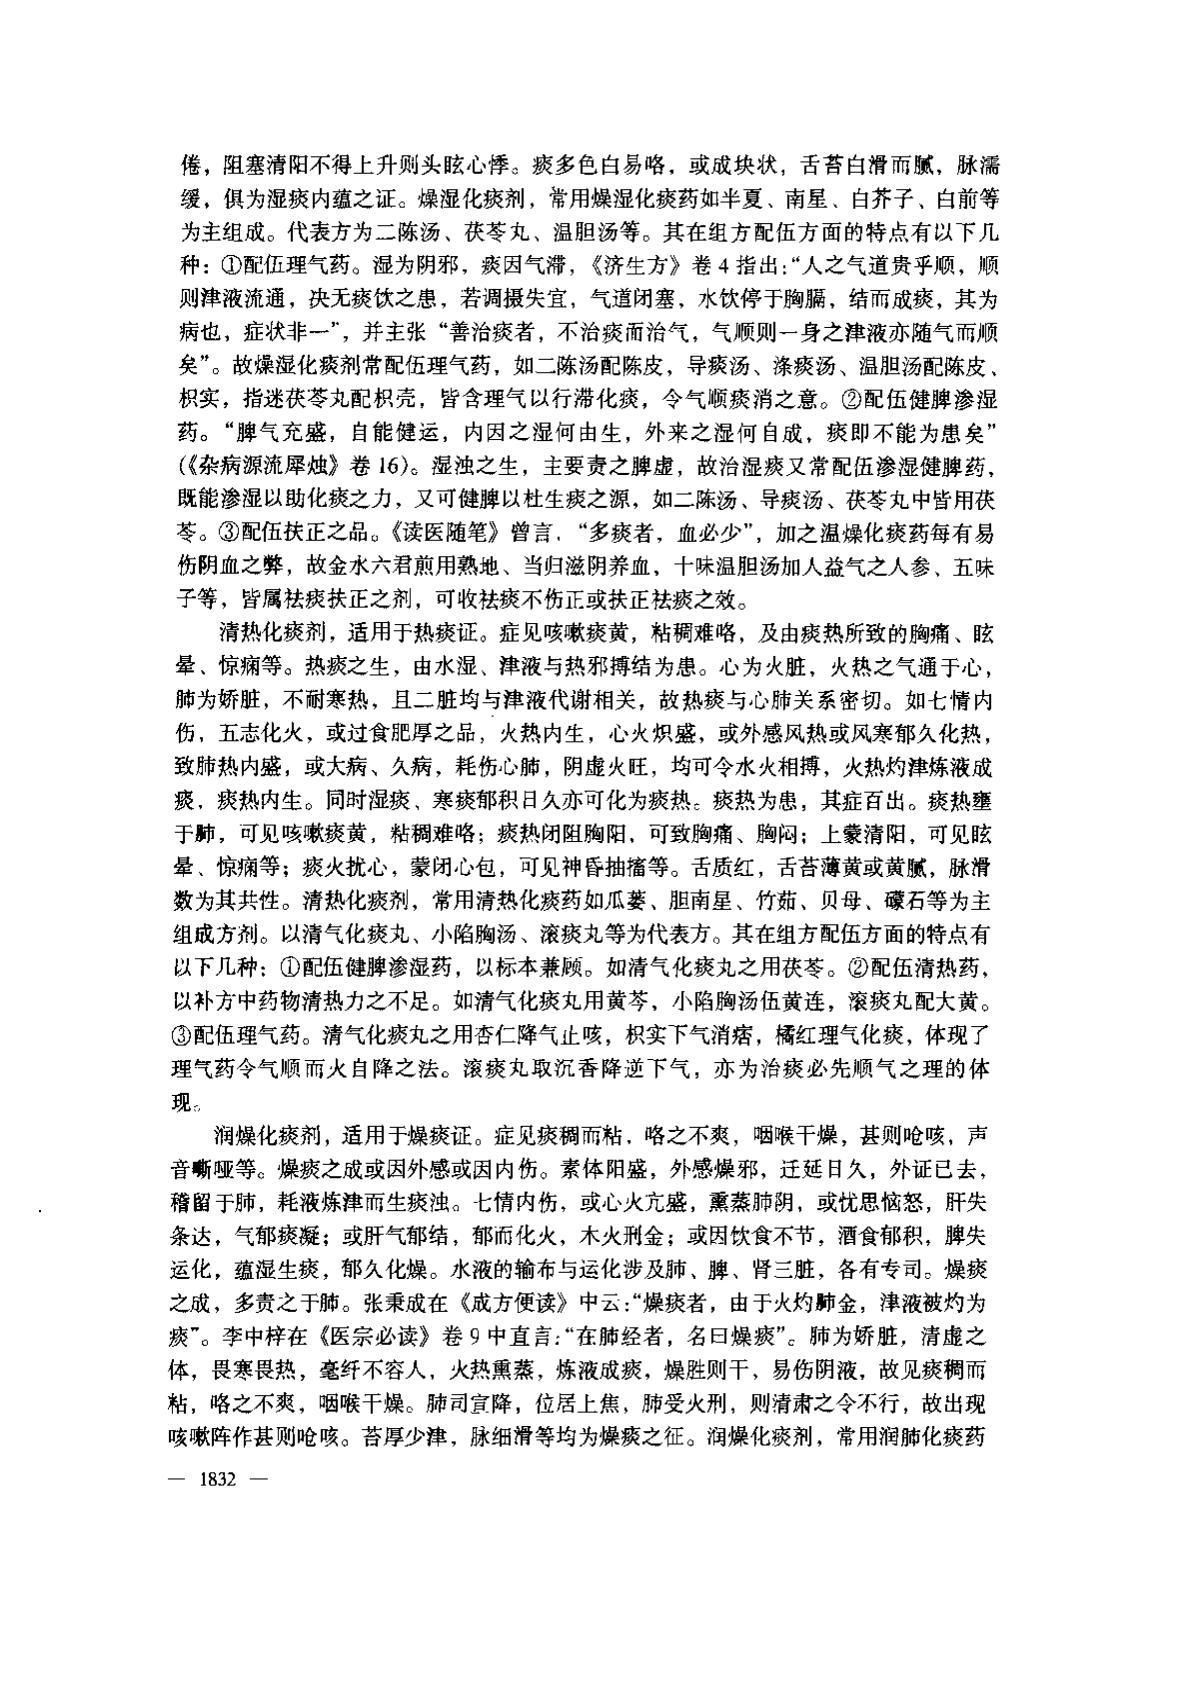 倦，阻塞清阳不得上升则头眩心悸。痰多色白易咯，或成块状，舌苔白滑而腻，脉濡
缓，俱为湿痰内蕴之证。燥湿化痰剂，常用燥湿化痰药如半夏、南星、白芥子、白前等
为主组成。代表方为二陈汤、茯苓丸、温胆汤等。其在组方配伍方面的特点有以下几
种：①配伍理气药。湿为阴邪，痰因气滞，《济生方》卷 4 指出：“人之气道贵乎顺，顺
则津液流通，决无痰饮之患，若调摄失宜，气道闭塞，水饮停于胸膈，结而成痰，其为
病也，症状非一”，并主张“善治痰者，不治痰而治气，气顺则一身之津液亦随气而顺
矣”。故燥湿化痰剂常配伍理气药，如二陈汤配陈皮，导痰汤、涤痰汤、温胆汤配陈皮、
枳实，指迷茯苓丸配枳壳，皆含理气以行滞化痰，令气顺痰消之意。②配伍健脾渗湿
药。“脾气充盛，自能健运，内因之湿何由生，外来之湿何自成，痰即不能为患矣”
(《杂病源流犀烛》卷 16)。湿浊之生，主要责之脾虚，故治湿痰又常配伍渗湿健脾药，
既能渗湿以助化痰之力，又可健脾以杜生痰之源，如二陈汤、导痰汤、茯苓丸中皆用茯
苓。③配伍扶正之品。《读医随笔》曾言，“多痰者，血必少”，加之温燥化痰药每有易
伤阴血之弊，故金水六君煎用熟地、当归滋阴养血，十味温胆汤加人益气之人参、五味
子等，皆属祛痰扶正之剂，可收祛痰不伤正或扶正祛痰之效。
清热化痰剂，适用于热痰证。症见咳嗽痰黄，粘稠难咯，及由痰热所致的胸痛、眩
晕、惊痫等。热痰之生，由水湿、津液与热邪搏结为患。心为火脏，火热之气通于心，
肺为娇脏，不耐寒热，且二脏均与津液代谢相关，故热痰与心肺关系密切。如七情内
伤，五志化火，或过食肥厚之品，火热内生，心火炽盛，或外感风热或风寒郁久化热，
致肺热内盛，或大病、久病，耗伤心肺，阴虚火旺，均可令水火相搏，火热灼津炼液成
痰，痰热内生。同时湿痰、寒痰郁积日久亦可化为痰热。痰热为患，其症百出。痰热壅
于肺，可见咳嗽痰黄，粘稠难咯；痰热闭阻胸阳，可致胸痛、胸闷；上蒙清阳，可见眩
晕、惊痫等；痰火扰心，蒙闭心包，可见神昏抽搐等。舌质红，舌苔薄黄或黄腻，脉滑
数为其共性。清热化痰剂，常用清热化痰药如瓜蒌、胆南星、竹茹、贝母、礞石等为主
组成方剂。以清气化痰丸、小陷胸汤、滚痰丸等为代表方。其在组方配伍方面的特点有
以下几种：①配伍健脾渗湿药，以标本兼顾。如清气化痰丸之用茯苓。②配伍清热药，
以补方中药物清热力之不足。如清气化痰丸用黄芩，小陷胸汤伍黄连，滚痰丸配大黄。
③配伍理气药。清气化痰丸之用杏仁降气止咳，枳实下气消痞，橘红理气化痰，体现了
理气药令气顺而火自降之法。滚痰丸取沉香降逆下气，亦为治痰必先顺气之理的体
现。
润燥化痰剂，适用于燥痰证。症见痰稠而粘，咯之不爽，咽喉干燥，甚则呛咳，声
音嘶哑等。燥痰之成或因外感或因内伤。素体阳盛，外感燥邪，迁延日久，外证已去，
稽留于肺，耗液炼津而生痰浊。七情内伤，或心火亢盛，熏蒸肺阴，或忧思恼怒，肝失
条达，气郁痰凝；或肝气郁结，郁而化火，木火刑金；或因饮食不节，酒食郁积，脾失
运化，蕴湿生痰，郁久化燥。水液的输布与运化涉及肺、脾、肾三脏，各有专司。燥痰
之成，多责之于肺。张秉成在《成方便读》中云：“燥痰者，由于火灼肺金，津液被灼为
痰”。李中梓在《医宗必读》卷 9 中直言：“在肺经者，名曰燥痰”。肺为娇脏，清虚之
体，畏寒畏热，毫纤不容人，火热熏蒸，炼液成痰，燥胜则干，易伤阴液，故见痰稠而
粘，咯之不爽，咽喉干燥。肺司宣降，位居上焦，肺受火刑，则清肃之令不行，故出现
咳嗽阵作甚则呛咳。苔厚少津，脉细滑等均为燥痰之征。润燥化痰剂，常用润肺化痰药
— 1832 —